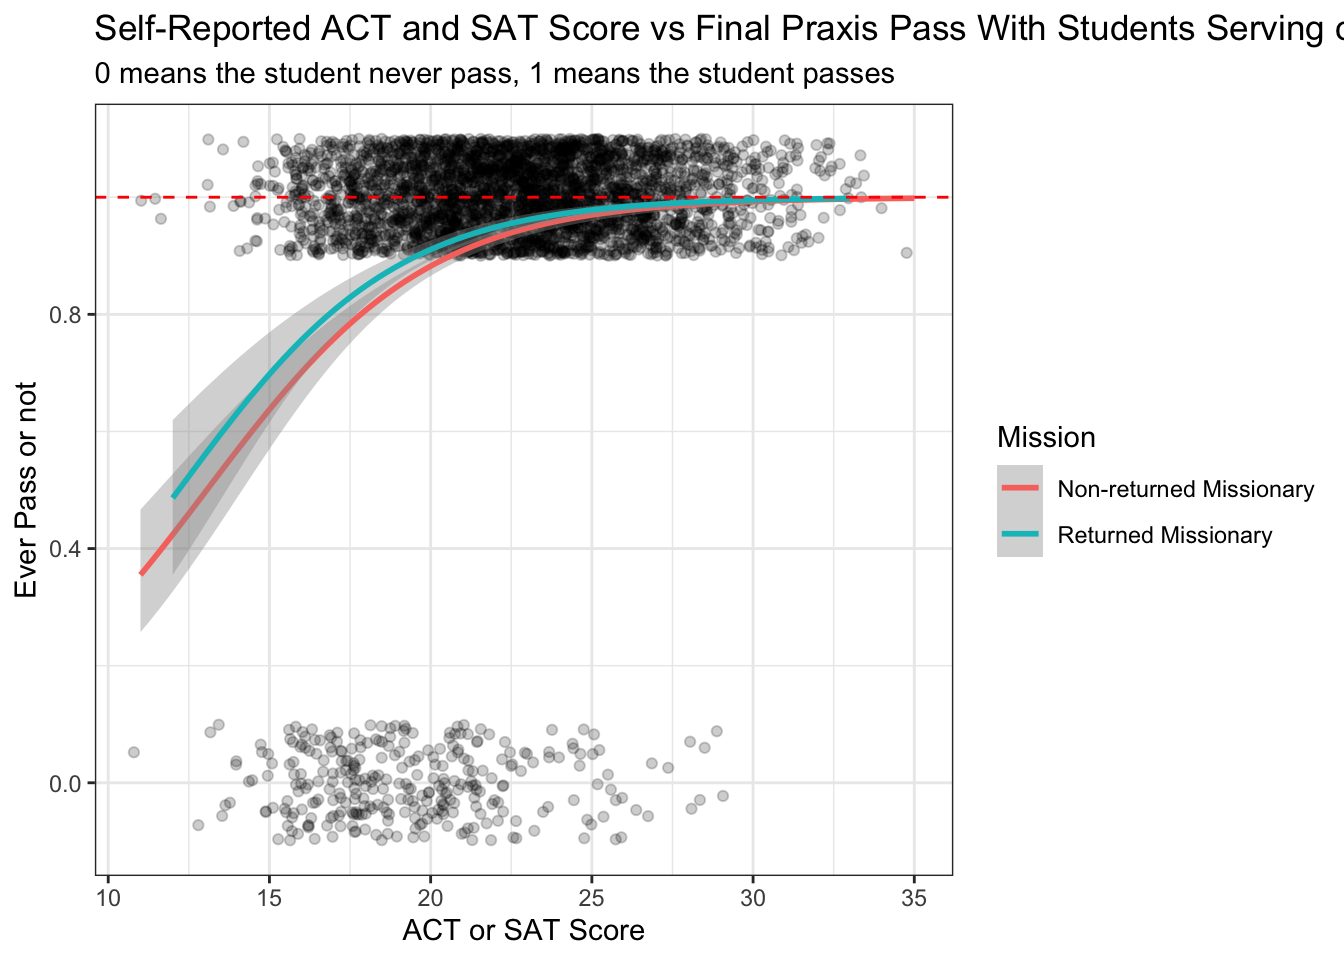 Self-Reported ACT and SAT Score vs Final Praxis Pass With Students Serving
0 means the student never pass, 1 means the student passes
Ever Pass or not
0.8
0.4
0.0
10 15 20 25 30 35
ACT or SAT Score
Mission
Non-returned Missionary
Returned Missionary